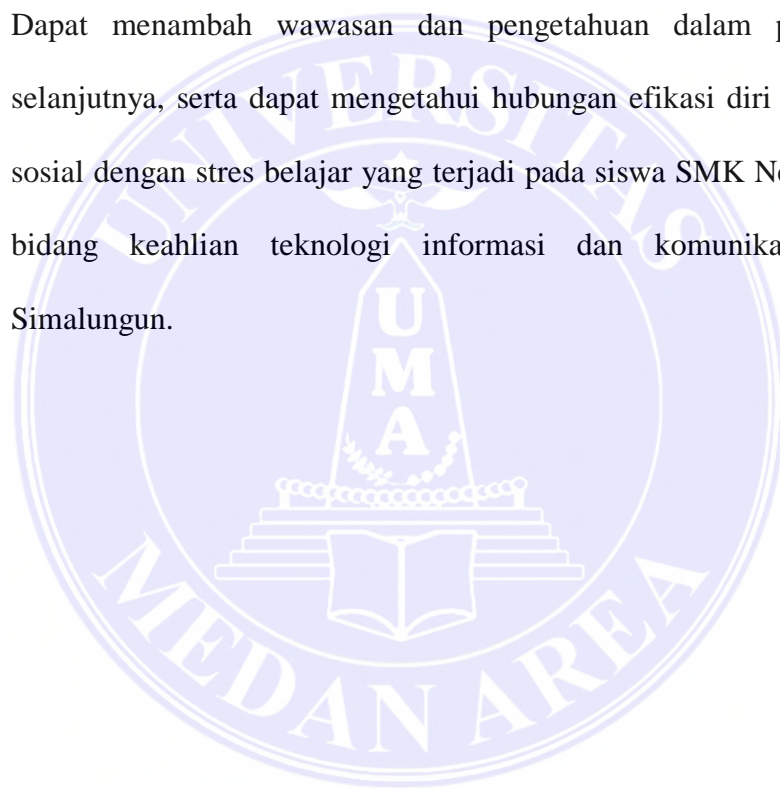 Dapat menambah wawasan dan pengetahuan dalam
selanjutnya, serta dapat mengetahui hubungan efikasi diri
sosial dengan stres belajar yang terjadi pada siswa SMK
bidang keahlian teknologi informasi dan
Simalungun.
UNIVERSITAS
UMA
MEDAN AREA